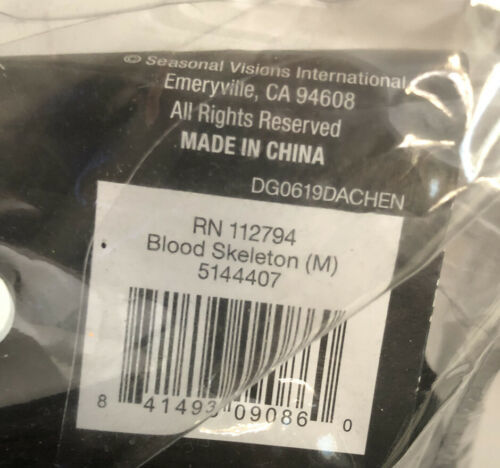 © Seasonal Visions International
Emeryville, CA 94608
All Rights Reserved
MADE IN CHINA
DG0619DACHEN
RN 112794
Blood Skeleton (M)
5144407
8 41493 09086 0